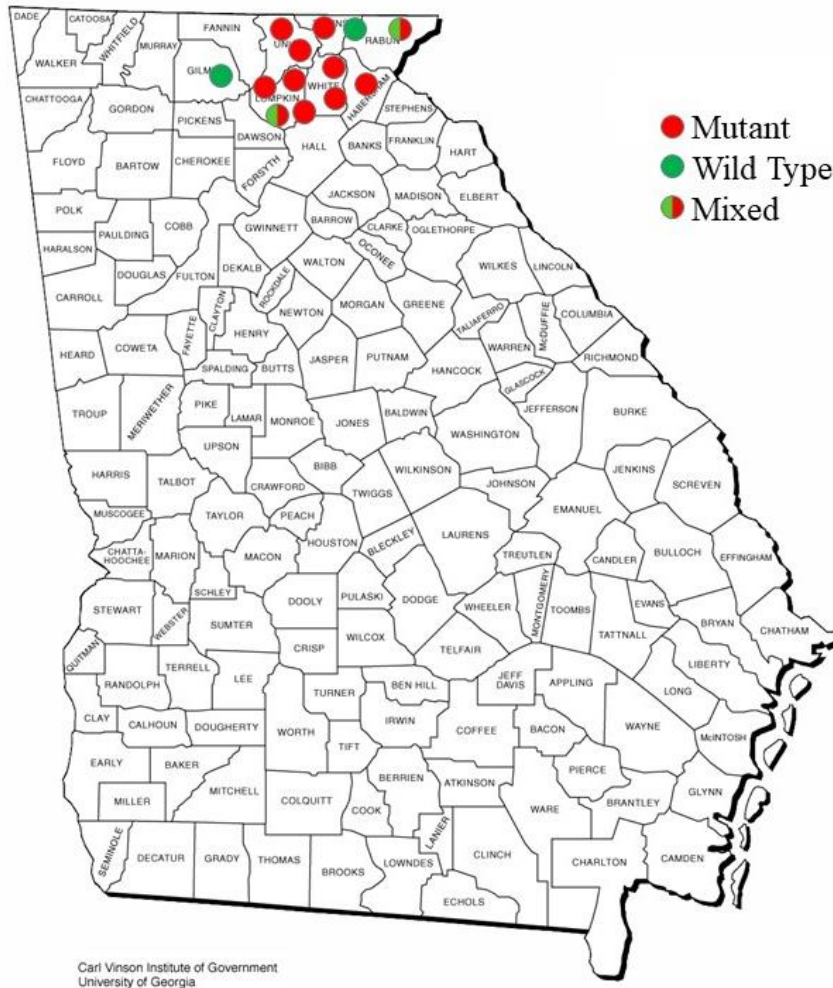 DADE
CATOOSA
WHITFIELD
MURRAY
FANNIN
RABUN
WALKER
CHATTOOGA
GORDON
PICKENS
DAWSON
WHITE
HABERSHAM
STEPHENS
Mutant
Wild Type
Mixed
FLOYD
BARTOW
CHEROKEE
FORSYTH
HALL
BANKS
FRANKLIN
HART
POLK
PAULDING
COBB
GWINNETT
JACKSON
MADISON
ELBERT
BARROW
CLARKE
OGLETHORPE
OCONEE
HARALSON
DOUGLAS
FULTON
DEKALB
ROCKDALE
WALTON
WILKES
LINCOLN
CARROLL
CLAYTON
HENRY
NEWTON
MORGAN
GREENE
TALIAFERRO
McDUFFIE
COLUMBIA
WARREN
RICHMOND
HEARD
COWETA
FAYETTE
SPALDING
BUTTS
JASPER
PUTNAM
HANCOCK
GLASCOCK
JEFFERSON
BURKE
TROUP
MERIWETHER
PIKE
LAMAR
MONROE
JONES
BALDWIN
WASHINGTON
UPSON
BIBB
WILKINSON
JENKINS
SCREVEN
HARRIS
TALBOT
CRAWFORD
TWIGGS
JOHNSON
EMANUEL
MUSCOGEE
TAYLOR
PEACH
HOUSTON
BLECKLEY
LAURENS
TREUTLEN
CANDLER
BULLOCH
EFFINGHAM
CHATTA-
HOOCHEE
MARION
MACON
SCHLEY
DOOLY
PULASKI
DODGE
WHEELER
MONTGOMERY
TOOMBS
EVANS
TATTNALL
BRYAN
CHATHAM
STEWART
WEBSTER
SUMTER
CRISP
WILCOX
TELFAIR
LIBERTY
QUITMAN
RANDOLPH
TERRELL
LEE
TURNER
BEN HILL
JEFF
DAVIS
APPLING
LONG
CLAY
CALHOUN
DOUGHERTY
WORTH
TIFT
IRWIN
COFFEE
BACON
WAYNE
McINTOSH
EARLY
BAKER
MITCHELL
BERRIEN
ATKINSON
PIERCE
MILLER
COLQUITT
COOK
LANIER
WARE
BRANTLEY
GLYNN
SEMINOLE
DECATUR
GRADY
THOMAS
BROOKS
LOWNDES
CLINCH
CHARLTON
CAMDEN
ECHOLS
Carl Vinson Institute of Government
University of Georgia